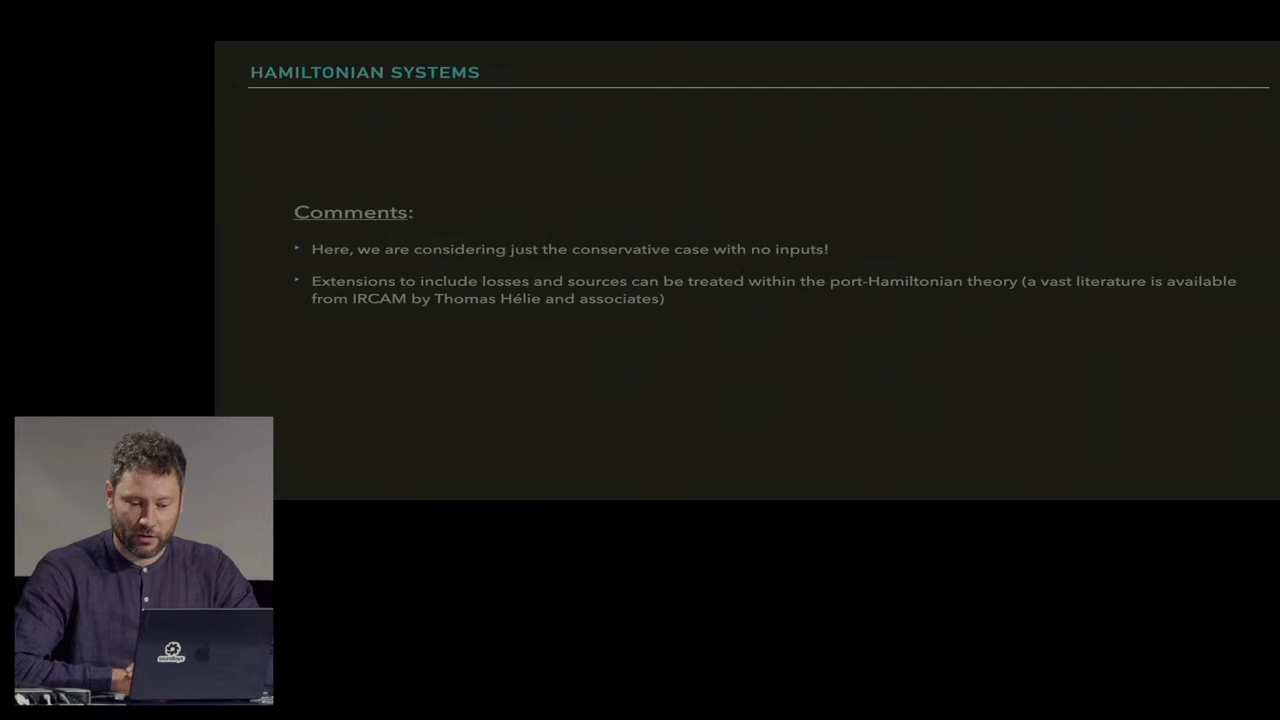 HAMILTONIAN SYSTEMS
Comments:
Here, we are considering just the conservative case with no inputs!
Extensions to include losses and sources can be treated within the port-Hamiltonian theory (a vast literature is available
from IRCAM by Thomas Hélie and associates)
soundtoys